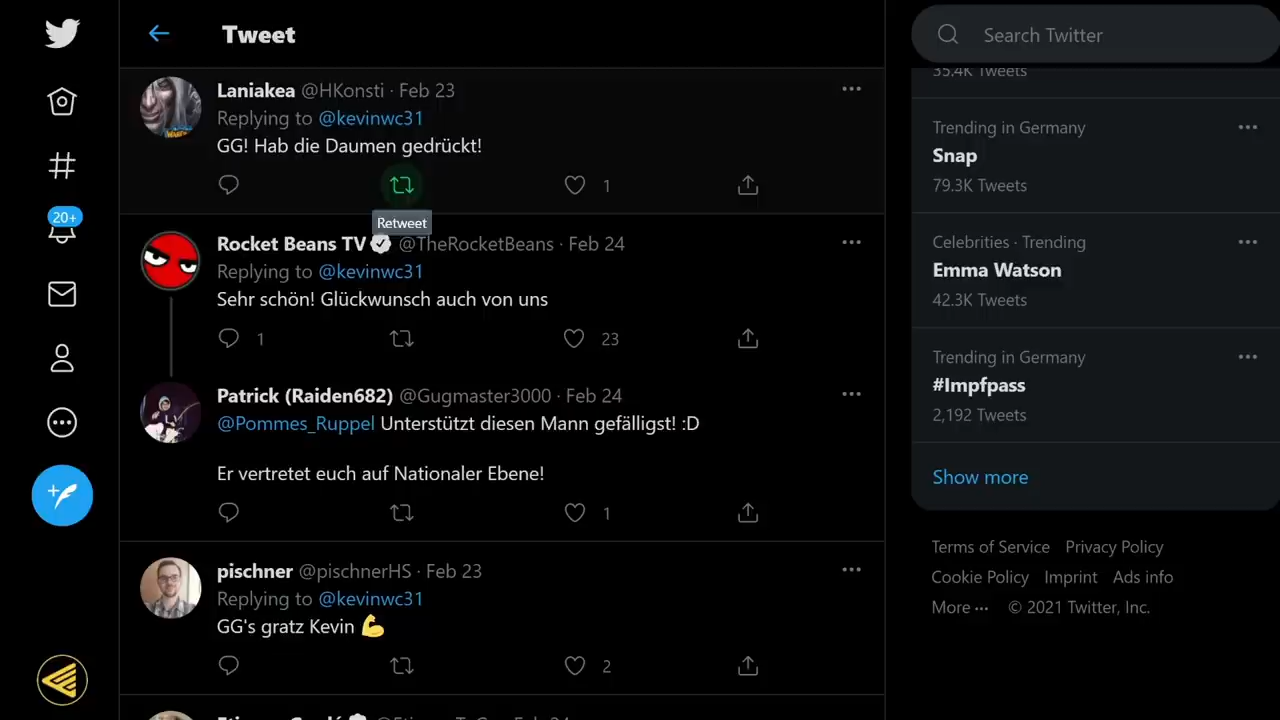 Tweet
Search Twitter
Laniakea @HKonsti · Feb 23
Replying to @kevinwc31
GG! Hab die Daumen gedrückt!
1
Retweet
20+
Rocket Beans TV @TheRocketBeans · Feb 24
Replying to @kevinwc31
Sehr schön! Glückwunsch auch von uns
1
23
Patrick (Raiden682) @Gugmaster3000 · Feb 24
@Pommes_Ruppel Unterstützt diesen Mann gefälligst! :D
Er vertretet euch auf Nationaler Ebene!
1
pischner @pischnerHS · Feb 23
Replying to @kevinwc31
GG's gratz Kevin 💪
2
35.4K Tweets
Trending in Germany
Snap
79.3K Tweets
Celebrities · Trending
Emma Watson
42.3K Tweets
Trending in Germany
#Impfpass
2,192 Tweets
Show more
Terms of Service Privacy Policy
Cookie Policy Imprint Ads info
More ··· © 2021 Twitter, Inc.